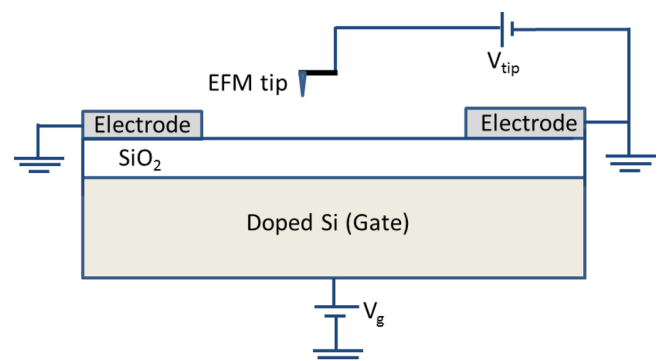 V_tip
EFM tip
Electrode
Electrode
SiO₂
Doped Si (Gate)
V_g